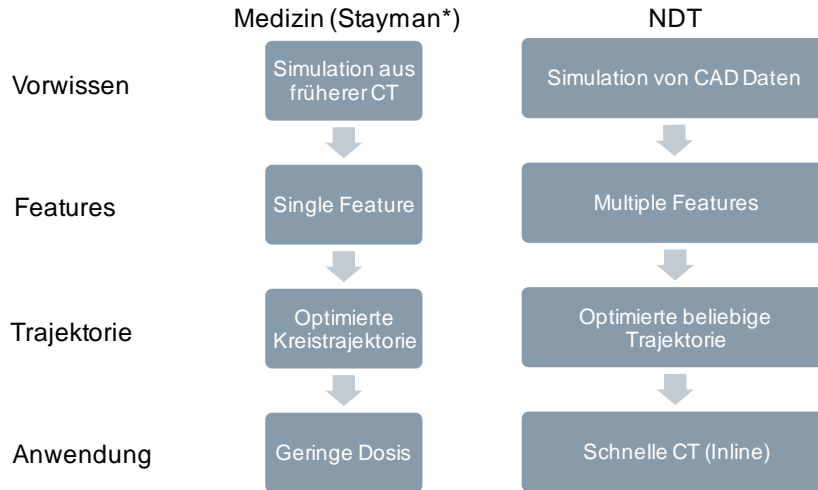 Medizin (Stayman*)
NDT
Vorwissen
Simulation aus
früherer CT
Simulation von CAD Daten
Features
Single Feature
Multiple Features
Trajektorie
Optimierte
Kreistrajektorie
Optimierte beliebige
Trajektorie
Anwendung
Geringe Dosis
Schnelle CT (Inline)